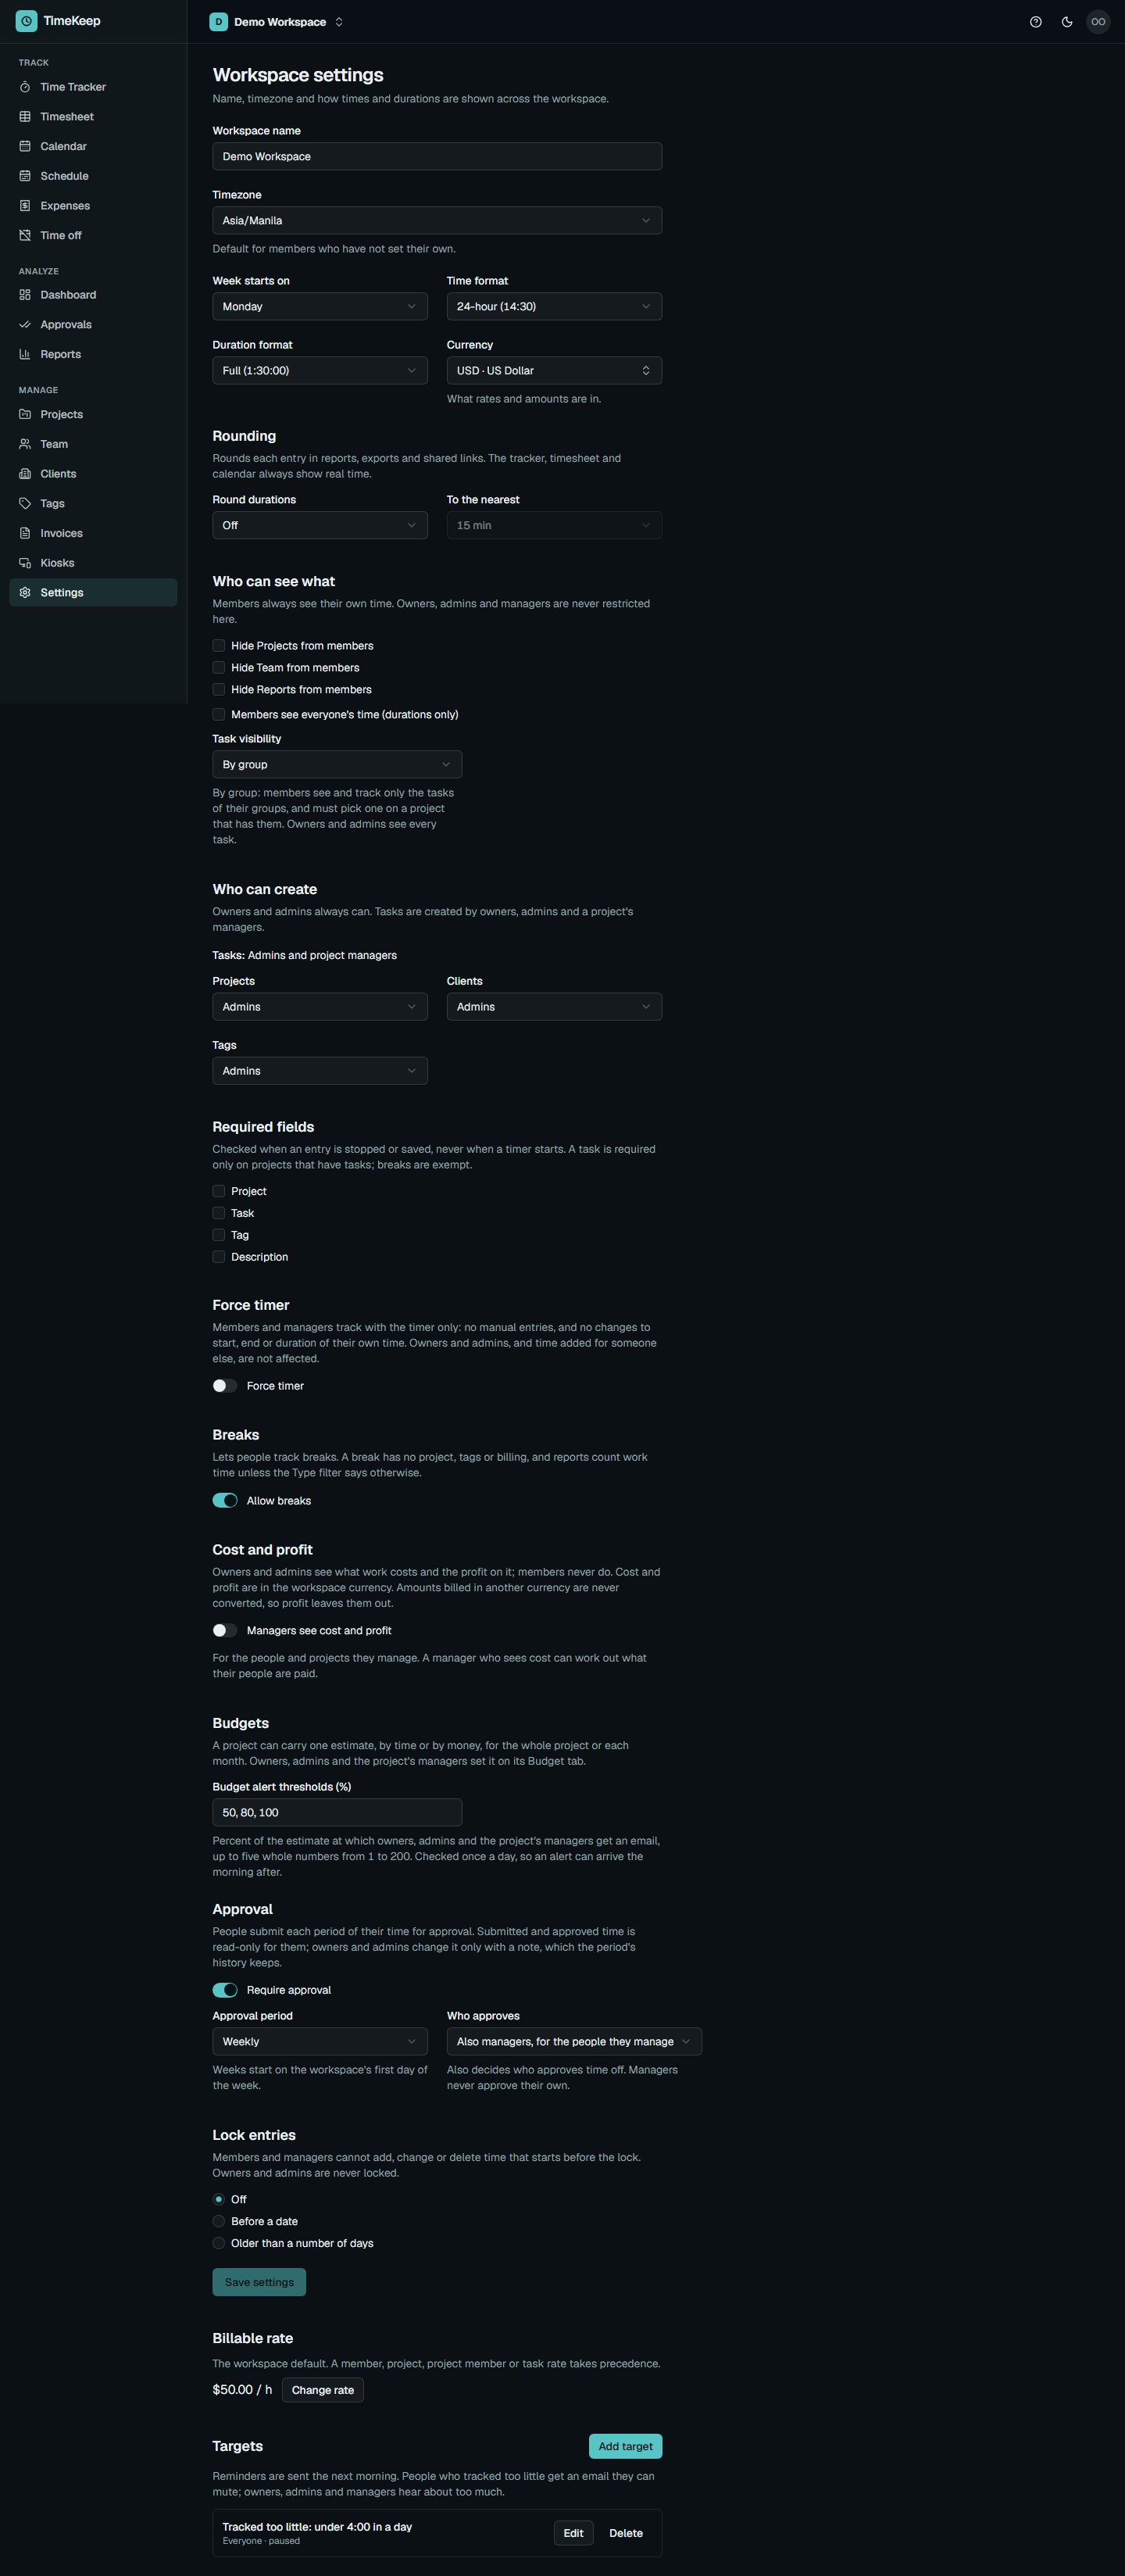 TimeKeep
D Demo Workspace
OO
TRACK
Time Tracker
Timesheet
Calendar
Schedule
Expenses
Time off
ANALYZE
Dashboard
Approvals
Reports
MANAGE
Projects
Team
Clients
Tags
Invoices
Kiosks
Settings
Workspace settings
Name, timezone and how times and durations are shown across the workspace.
Workspace name
Demo Workspace
Timezone
Asia/Manila
Default for members who have not set their own.
Week starts on
Time format
Monday
24-hour (14:30)
Duration format
Currency
Full (1:30:00)
USD · US Dollar
What rates and amounts are in.
Rounding
Rounds each entry in reports, exports and shared links. The tracker, timesheet and
calendar always show real time.
Round durations
To the nearest
Off
15 min
Who can see what
Members always see their own time. Owners, admins and managers are never restricted
here.
Hide Projects from members
Hide Team from members
Hide Reports from members
Members see everyone's time (durations only)
Task visibility
By group
By group: members see and track only the tasks
of their groups, and must pick one on a project
that has them. Owners and admins see every
task.
Who can create
Owners and admins always can. Tasks are created by owners, admins and a project's
managers.
Tasks: Admins and project managers
Projects
Clients
Admins
Admins
Tags
Admins
Required fields
Checked when an entry is stopped or saved, never when a timer starts. A task is required
only on projects that have tasks; breaks are exempt.
Project
Task
Tag
Description
Force timer
Members and managers track with the timer only: no manual entries, and no changes to
start, end or duration of their own time. Owners and admins, and time added for someone
else, are not affected.
Force timer
Breaks
Lets people track breaks. A break has no project, tags or billing, and reports count work
time unless the Type filter says otherwise.
Allow breaks
Cost and profit
Owners and admins see what work costs and the profit on it; members never do. Cost and
profit are in the workspace currency. Amounts billed in another currency are never
converted, so profit leaves them out.
Managers see cost and profit
For the people and projects they manage. A manager who sees cost can work out what
their people are paid.
Budgets
A project can carry one estimate, by time or by money, for the whole project or each
month. Owners, admins and the project's managers set it on its Budget tab.
Budget alert thresholds (%)
50, 80, 100
Percent of the estimate at which owners, admins and the project's managers get an email,
up to five whole numbers from 1 to 200. Checked once a day, so an alert can arrive the
morning after.
Approval
People submit each period of their time for approval. Submitted and approved time is
read-only for them; owners and admins change it only with a note, which the period's
history keeps.
Require approval
Approval period
Who approves
Weekly
Also managers, for the people they manage
Weeks start on the workspace's first day of
the week.
Also decides who approves time off. Managers
never approve their own.
Lock entries
Members and managers cannot add, change or delete time that starts before the lock.
Owners and admins are never locked.
Off
Before a date
Older than a number of days
Save settings
Billable rate
The workspace default. A member, project, project member or task rate takes precedence.
$50.00 / h
Change rate
Targets
Add target
Reminders are sent the next morning. People who tracked too little get an email they can
mute; owners, admins and managers hear about too much.
Tracked too little: under 4:00 in a day
Everyone · paused
Edit
Delete